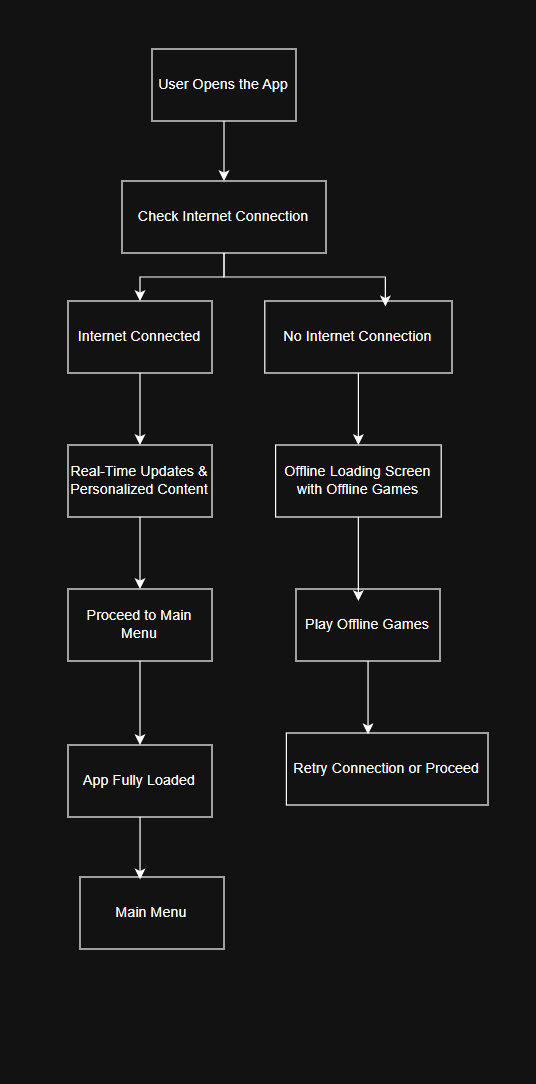 User Opens the App
Check Internet Connection
Internet Connected
No Internet Connection
Real-Time Updates &
Personalized Content
Offline Loading Screen
with Offline Games
Proceed to Main
Menu
Play Offline Games
App Fully Loaded
Retry Connection or Proceed
Main Menu